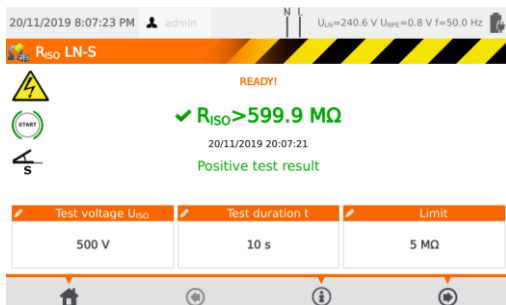 20/11/2019 8:07:23 PM admin N L ULN=240.6 V UNPE=0.8 V f=50.0 Hz
RISO LN-S
READY!
START
RISO>599.9 MΩ
20/11/2019 20:07:21
S
Positive test result
Test voltage UISO Test duration t Limit
500 V 10 s 5 MΩ